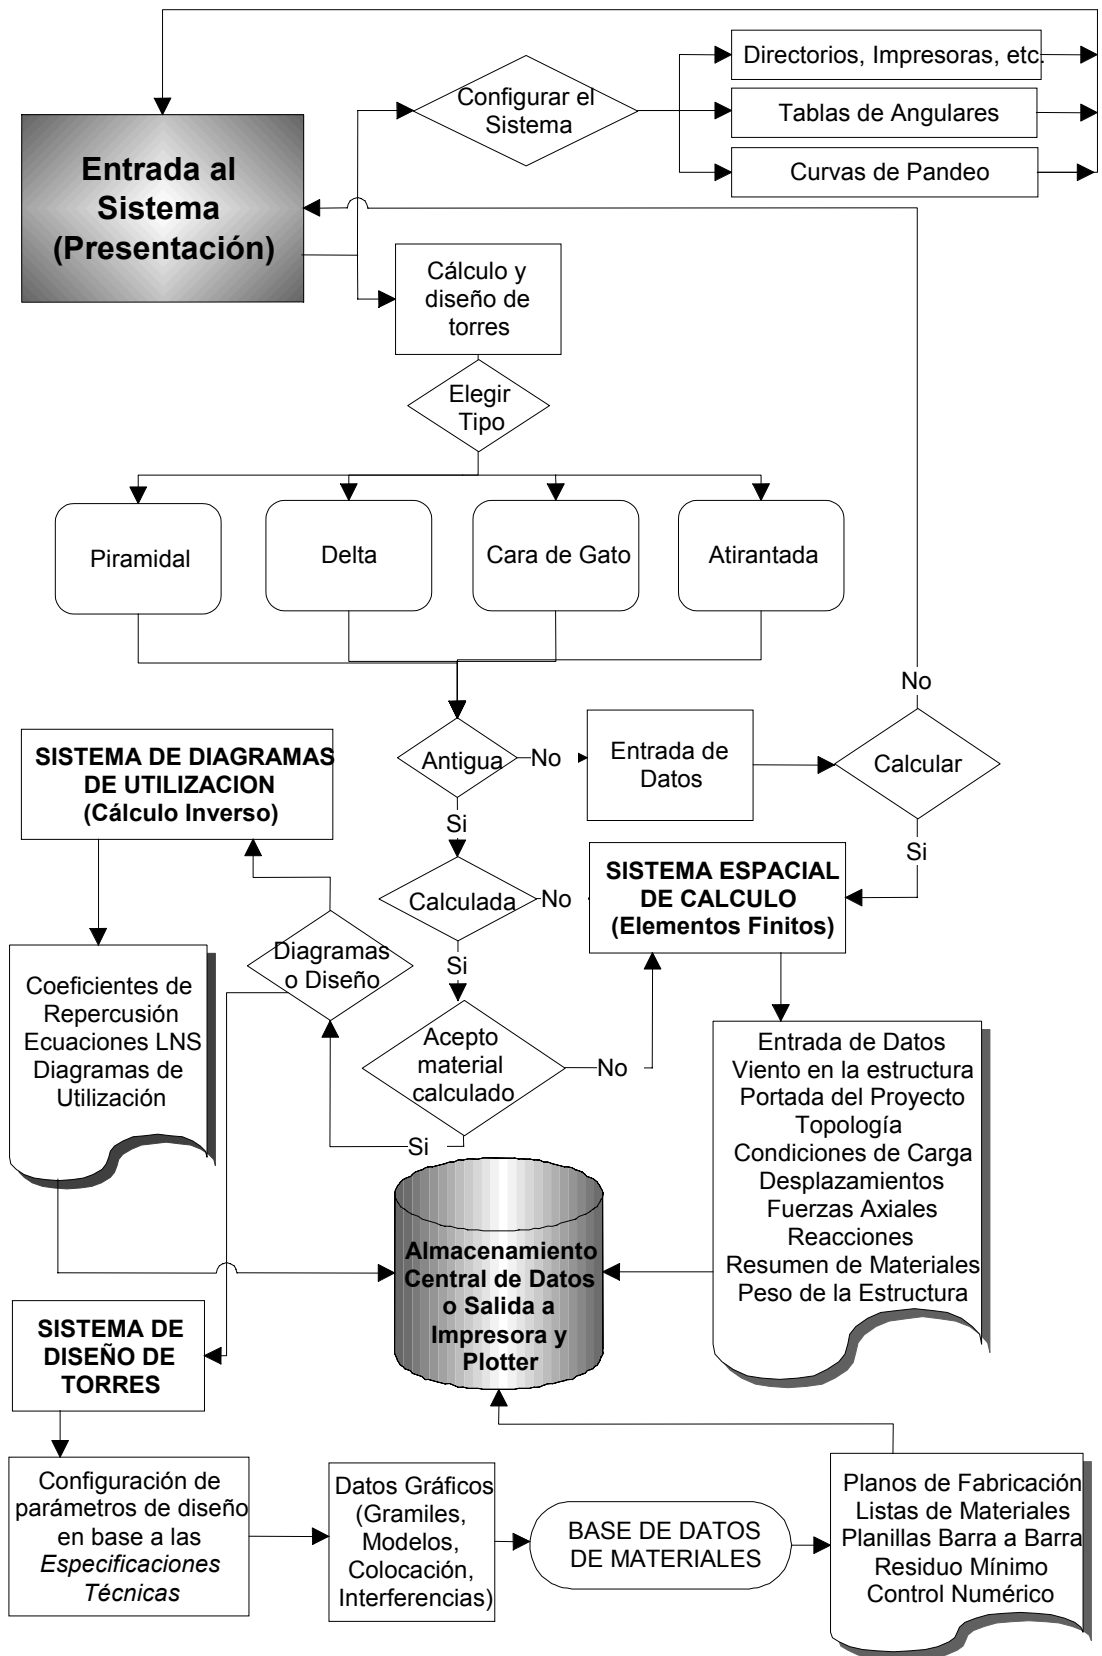 Directorios, Impresoras, etc.
Configurar el
Sistema
Tablas de Angulares
Curvas de Pandeo
Entrada al
Sistema
(Presentación)
Cálculo y
diseño de
torres
Elegir
Tipo
Piramidal
Delta
Cara de Gato
Atirantada
No
Antigua
No
Entrada de
Datos
Calcular
SISTEMA DE DIAGRAMAS
DE UTILIZACION
(Cálculo Inverso)
Si
Si
Calculada
No
SISTEMA ESPACIAL
DE CALCULO
(Elementos Finitos)
Diagramas
o Diseño
Si
Coeficientes de
Repercusión
Ecuaciones LNS
Diagramas de
Utilización
Acepto
material
calculado
No
Si
Entrada de Datos
Viento en la estructura
Portada del Proyecto
Topología
Condiciones de Carga
Desplazamientos
Fuerzas Axiales
Reacciones
Resumen de Materiales
Peso de la Estructura
Almacenamiento
Central de Datos
o Salida a
Impresora y
Plotter
SISTEMA DE
DISEÑO DE
TORRES
Configuración de
parámetros de diseño
en base a las
Especificaciones
Técnicas
Datos Gráficos
(Gramiles,
Modelos,
Colocación,
Interferencias)
BASE DE DATOS
DE MATERIALES
Planos de Fabricación
Listas de Materiales
Planillas Barra a Barra
Residuo Mínimo
Control Numérico